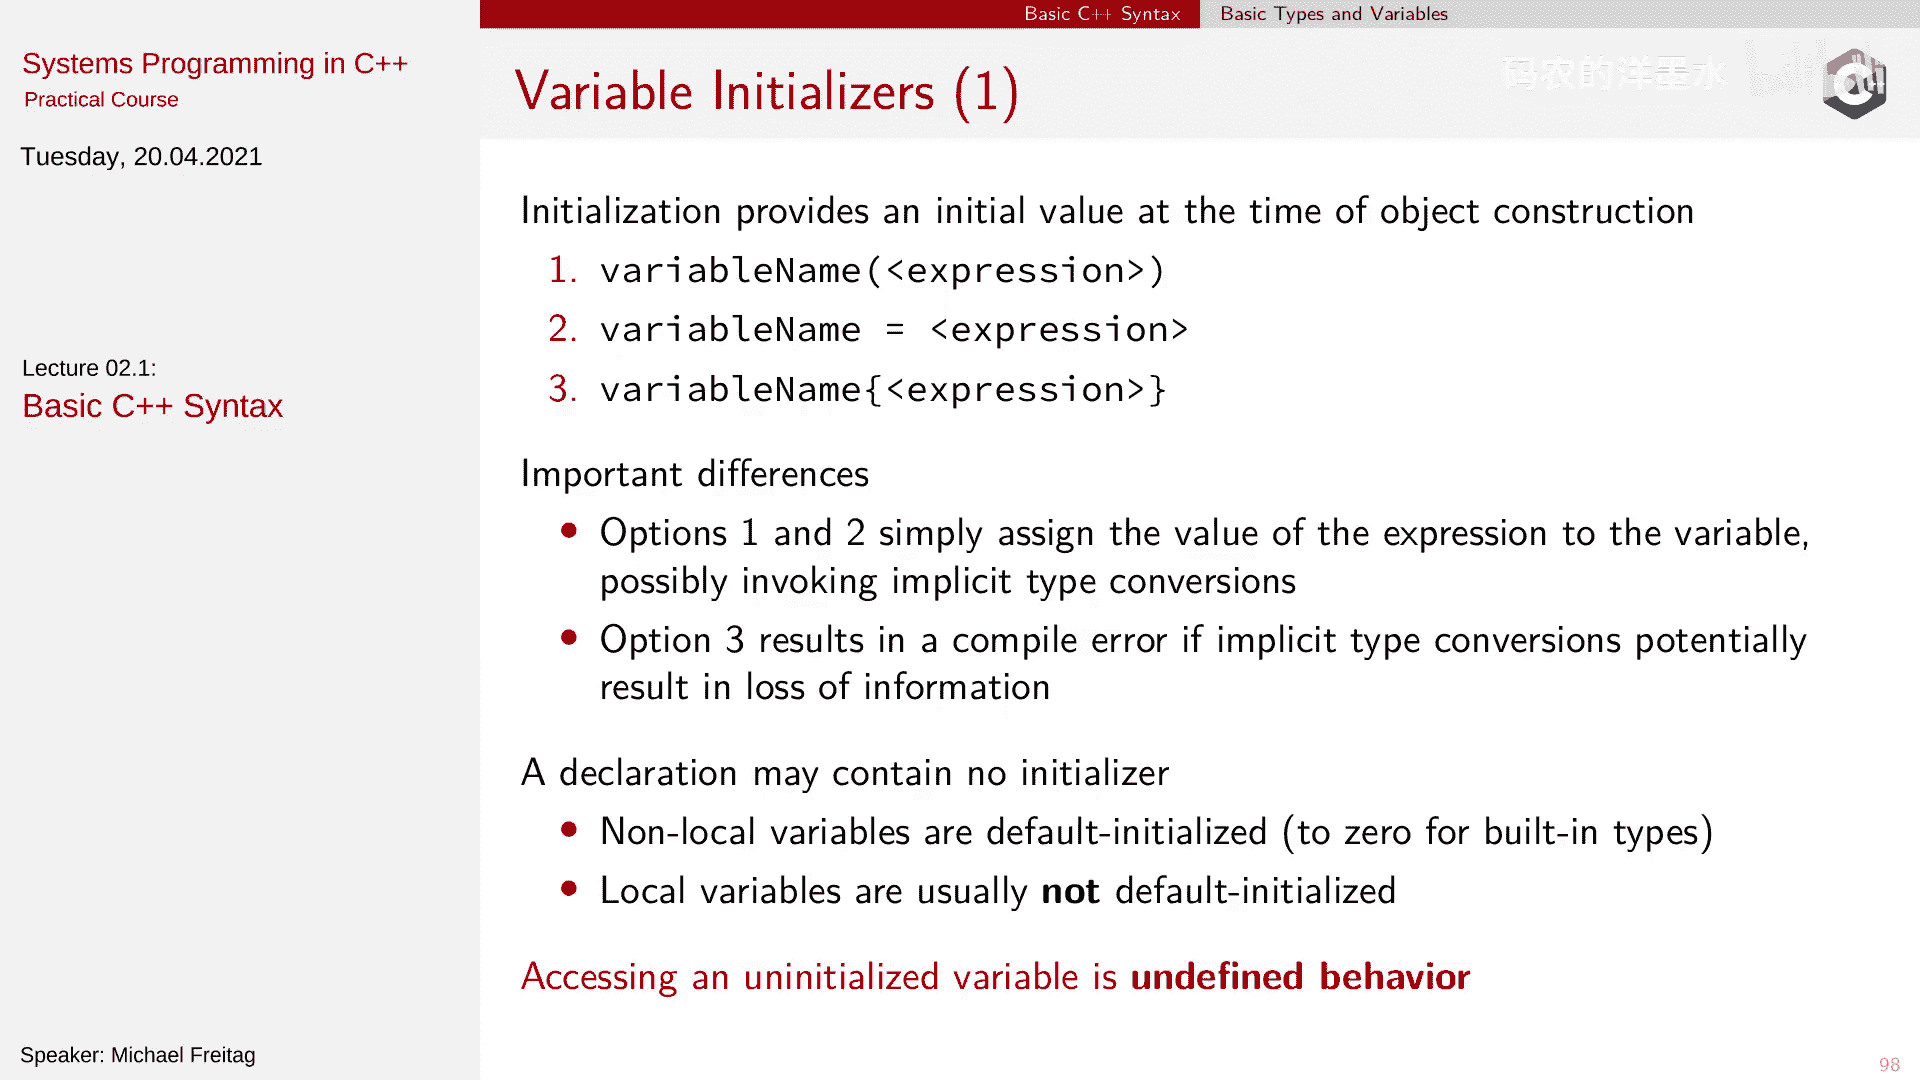 Basic C++ Syntax
Basic Types and Variables
Systems Programming in C++
Practical Course
Tuesday, 20.04.2021
Lecture 02.1:
Basic C++ Syntax
Speaker: Michael Freitag
Variable Initializers (1)
码农的洋墨水
Initialization provides an initial value at the time of object construction
1. variableName(<expression>)
2. variableName = <expression>
3. variableName{<expression>}
Important differences
• Options 1 and 2 simply assign the value of the expression to the variable,
possibly invoking implicit type conversions
• Option 3 results in a compile error if implicit type conversions potentially
result in loss of information
A declaration may contain no initializer
• Non-local variables are default-initialized (to zero for built-in types)
• Local variables are usually not default-initialized
Accessing an uninitialized variable is undefined behavior
98